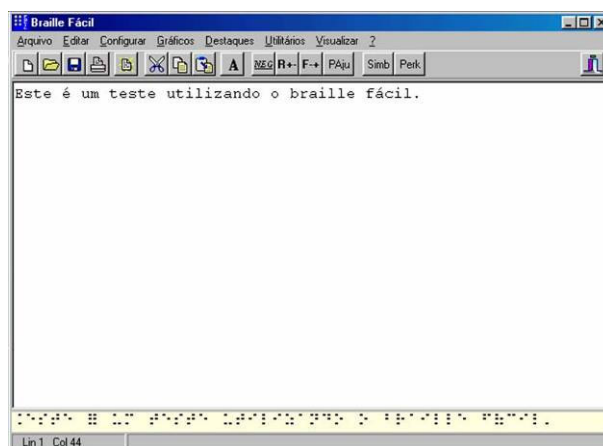 Braille Fácil
Arquivo Editar Configurar Gráficos Destaques Utilitários Visualizar ?
A NEG R+- F-+ PAju Simb Perk
Este é um teste utilizando o braille fácil.
⠨⠑⠎⠞⠑ ⠿ ⠥⠍ ⠞⠑⠎⠞⠑ ⠥⠞⠊⠇⠊⠵⠁⠝⠙⠕ ⠕ ⠃⠗⠁⠊⠇⠇⠑ ⠋⠷⠉⠊⠇⠄
Lin 1 Col 44